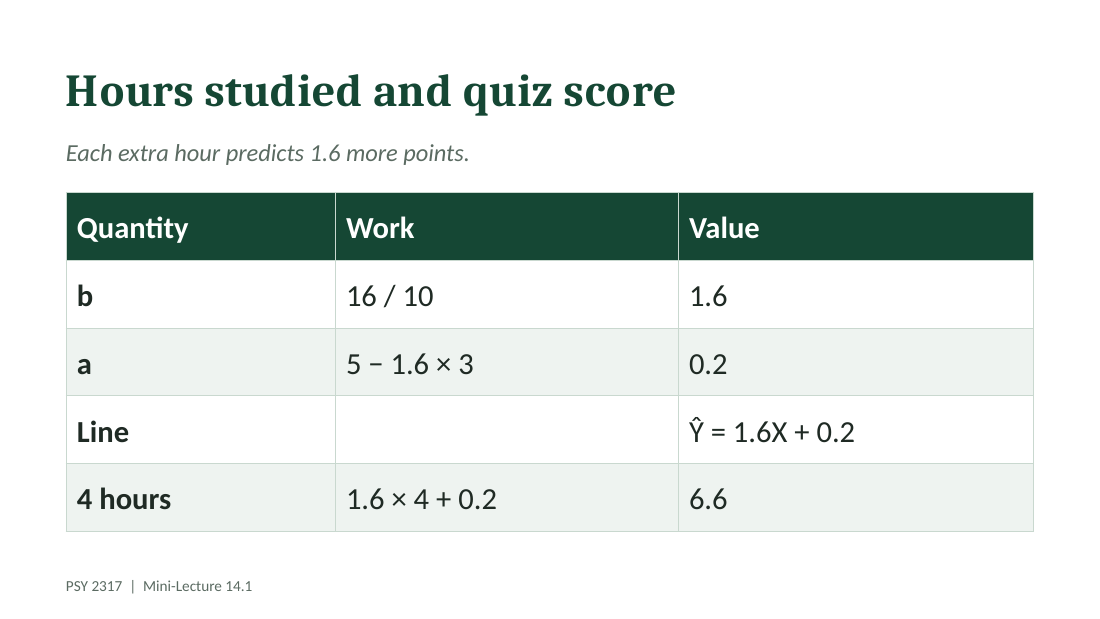 Hours studied and quiz score
Each extra hour predicts 1.6 more points.
Quantity Work Value
b 16 / 10 1.6
a 5 − 1.6 × 3 0.2
Line Ŷ = 1.6X + 0.2
4 hours 1.6 × 4 + 0.2 6.6
PSY 2317 | Mini-Lecture 14.1